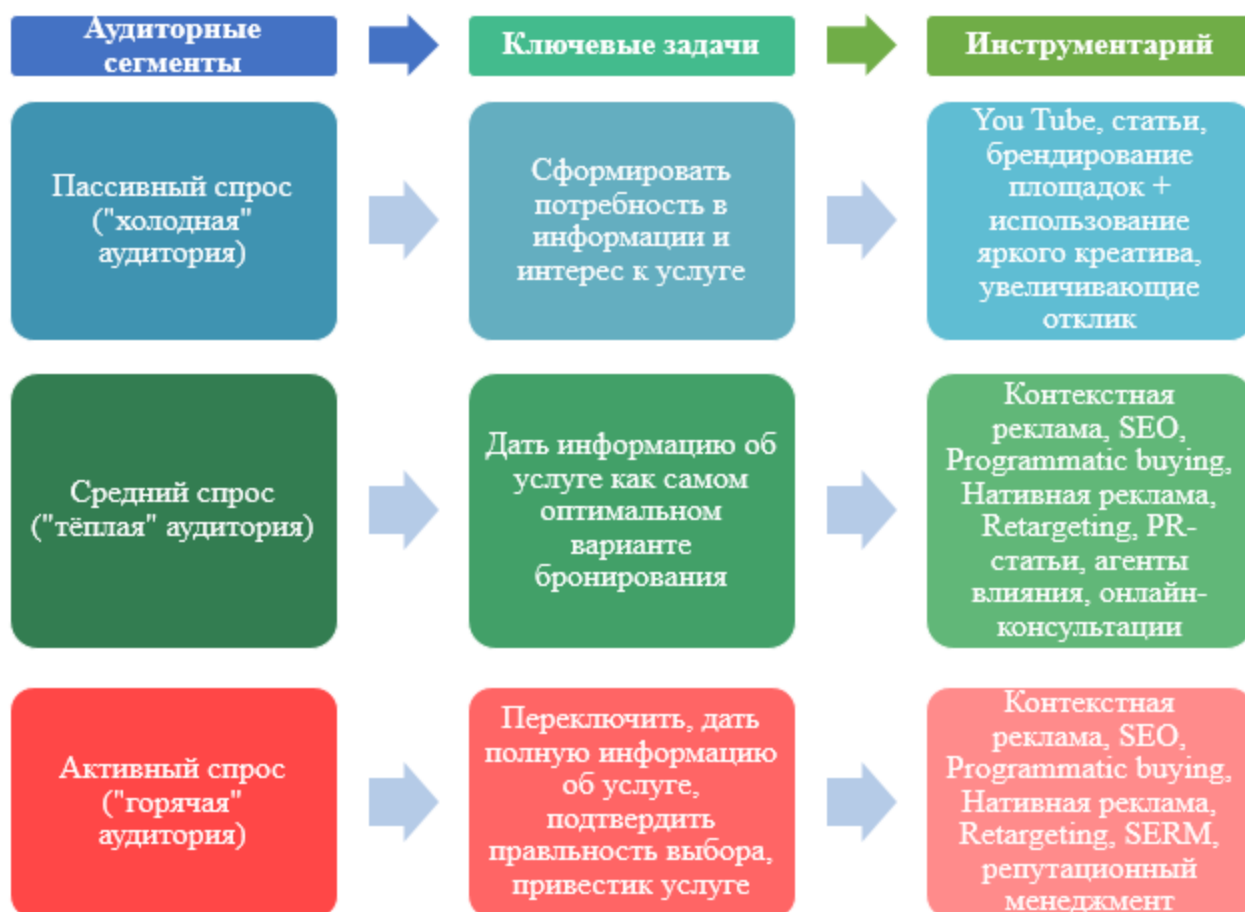 Аудиторные
сегменты
Ключевые задачи
Инструментарий
Пассивный спрос
("холодная"
аудитория)
Сформировать
потребность в
информации и
интерес к услуге
You Tube, статьи,
брендирование
площадок +
использование
яркого креатива,
увеличивающие
отклик
Средний спрос
("тёплая" аудитория)
Дать информацию об
услуге как самом
оптимальном
варианте
бронирования
Контекстная
реклама, SEO,
Programmatic buying,
Нативная реклама,
Retargeting, PR-
статьи, агенты
влияния, онлайн-
консультации
Активный спрос
("горячая"
аудитория)
Переключить, дать
полную информацию
об услуге,
подтвердить
правльность выбора,
привестик услуге
Контекстная
реклама, SEO,
Programmatic buying,
Нативная реклама,
Retargeting, SERM,
репутационный
менеджмент